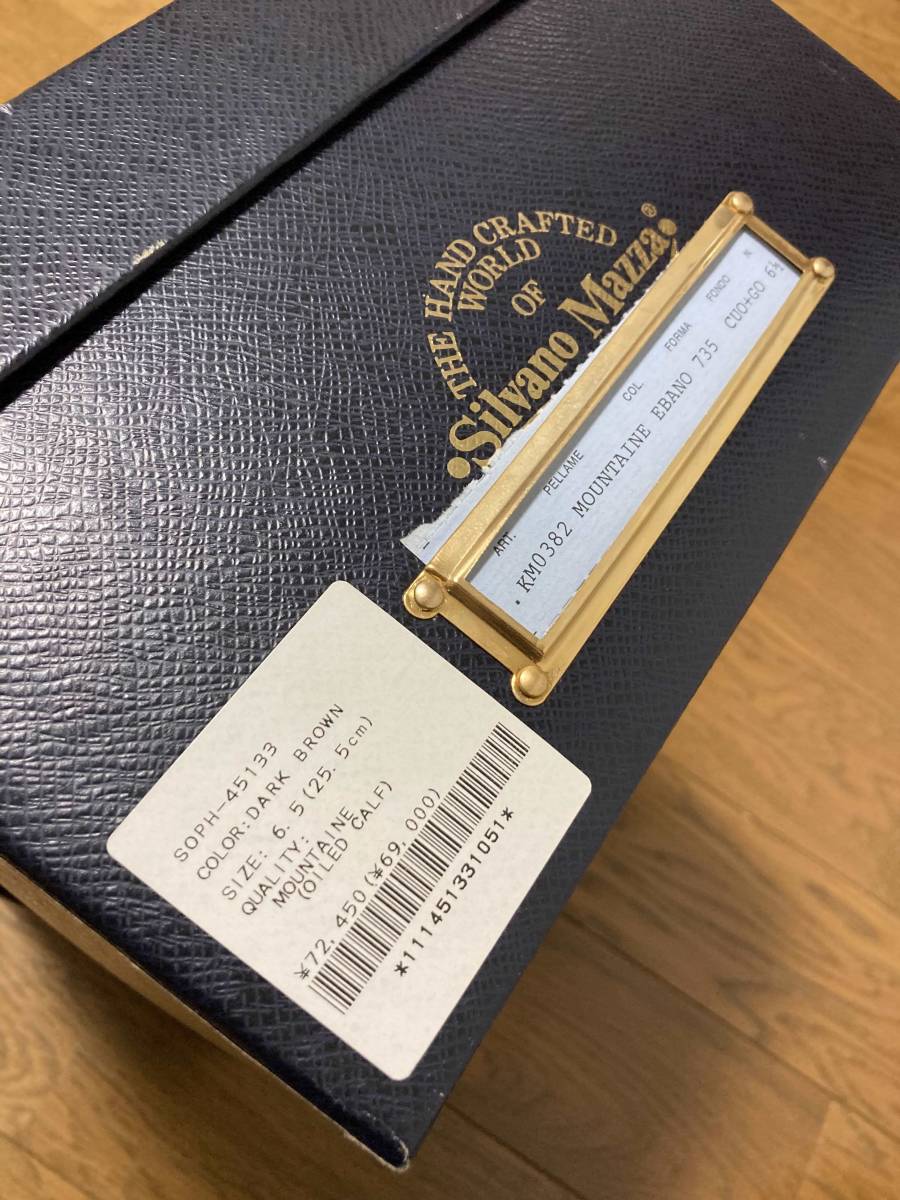 THE HAND CRAFTED
WORLD
OF
Silvano Mazza®
ART. PELLAME COL. FORMA FONDO N
KM0382 MOUNTAINE EBANO 735 CUO+GO 6½
SOPH-45133
COLOR:DARK BROWN
SIZE: 6. 5(25. 5cm)
QUALITY:
MOUNTAINE
(OILED CALF)
¥72, 450(¥69, 000)
*1114513310 51*